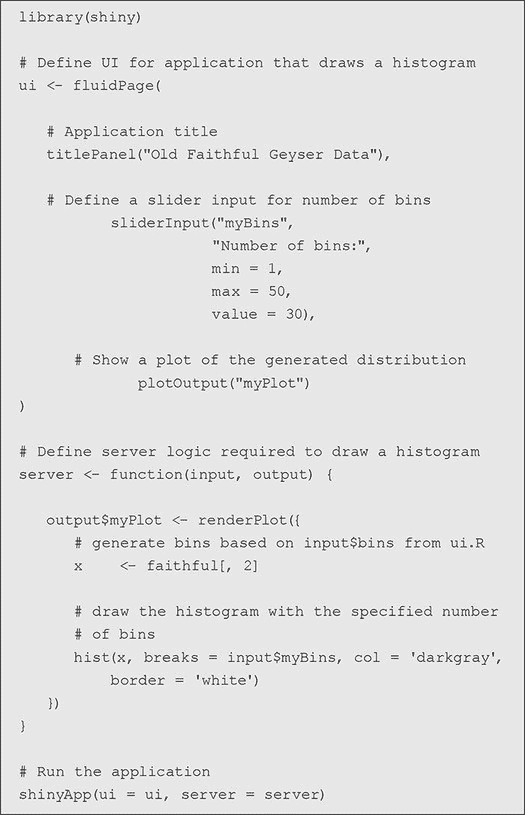 library(shiny)

# Define UI for application that draws a histogram
ui <- fluidPage(

   # Application title
   titlePanel("Old Faithful Geyser Data"),

   # Define a slider input for number of bins
          sliderInput("myBins",
                     "Number of bins:",
                     min = 1,
                     max = 50,
                     value = 30),

      # Show a plot of the generated distribution
             plotOutput("myPlot")
)

# Define server logic required to draw a histogram
server <- function(input, output) {

   output$myPlot <- renderPlot({
      # generate bins based on input$bins from ui.R
      x    <- faithful[, 2]

      # draw the histogram with the specified number
      # of bins
      hist(x, breaks = input$myBins, col = 'darkgray',
          border = 'white')
   })
}

# Run the application
shinyApp(ui = ui, server = server)